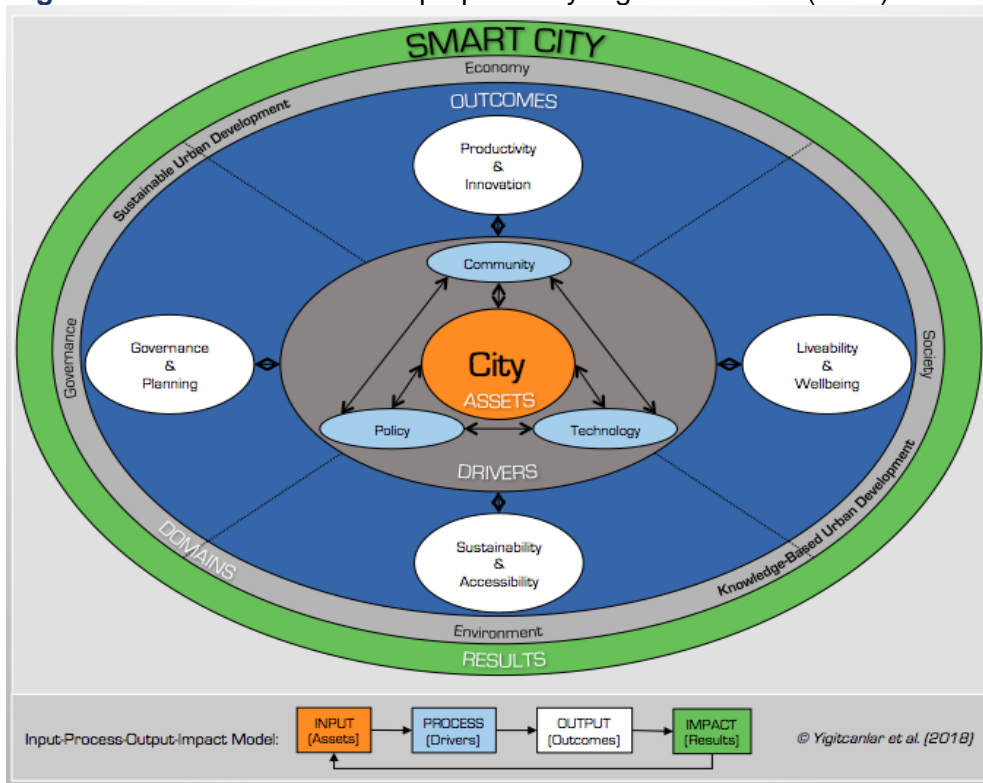 SMART CITY
Economy
Sustainable Urban Development
OUTCOMES
Productivity
&
Innovation
Community
Governance
Governance
&
Planning
City
ASSETS
Liveability
&
Wellbeing
Society
Policy
Technology
DRIVERS
DOMAINS
Sustainability
&
Accessibility
Knowledge-Based Urban Development
Environment
RESULTS
Input-Process-Output-Impact Model:
INPUT
(Assets)
PROCESS
(Drivers)
OUTPUT
(Outcomes)
IMPACT
(Results)
© Yigitcanlar et al. (2018)